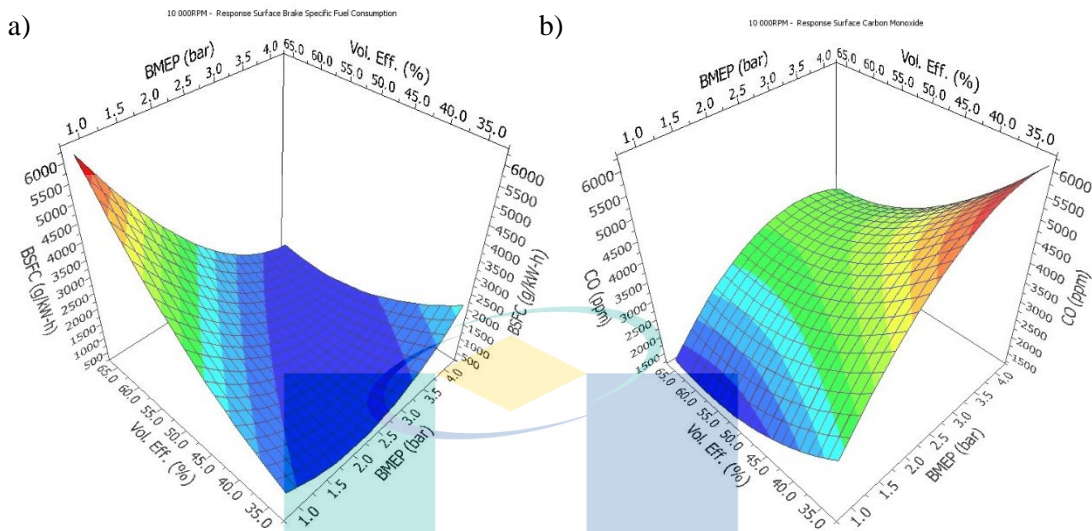 a)
10 000RPM - Response Surface Brake Specific Fuel Consumption
BMEP (bar)
1.0 1.5 2.0 2.5 3.0 3.5 4.0
Vol. Eff. (%)
65.0 60.0 55.0 50.0 45.0 40.0 35.0
BSFC (g/kW-h)
6000
5500
5000
4500
4000
3500
3000
2500
2000
1500
1000
500
BSFC (g/kW-h)
6000
5500
5000
4500
4000
3500
3000
2500
2000
1500
1000
500
Vol. Eff. (%)
65.0 60.0 55.0 50.0 45.0 40.0 35.0
BMEP (bar)
1.0 1.5 2.0 2.5 3.0 3.5 4.0
b)
10 000RPM - Response Surface Carbon Monoxide
BMEP (bar)
1.0 1.5 2.0 2.5 3.0 3.5 4.0
Vol. Eff. (%)
65.0 60.0 55.0 50.0 45.0 40.0 35.0
CO (ppm)
6000
5500
5000
4500
4000
3500
3000
2500
2000
1500
CO (ppm)
6000
5500
5000
4500
4000
3500
3000
2500
2000
1500
Vol. Eff. (%)
65.0 60.0 55.0 50.0 45.0 40.0 35.0
BMEP (bar)
1.0 1.5 2.0 2.5 3.0 3.5 4.0